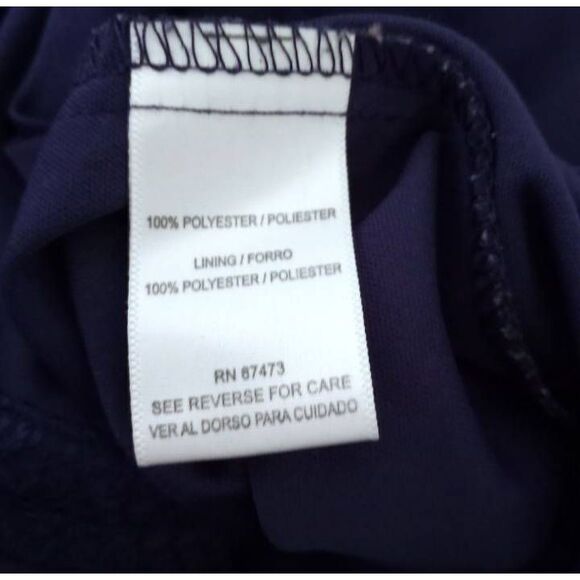 100% POLYESTER / POLIESTER
LINING / FORRO
100% POLYESTER / POLIESTER
RN 67473
SEE REVERSE FOR CARE
VER AL DORSO PARA CUIDADO